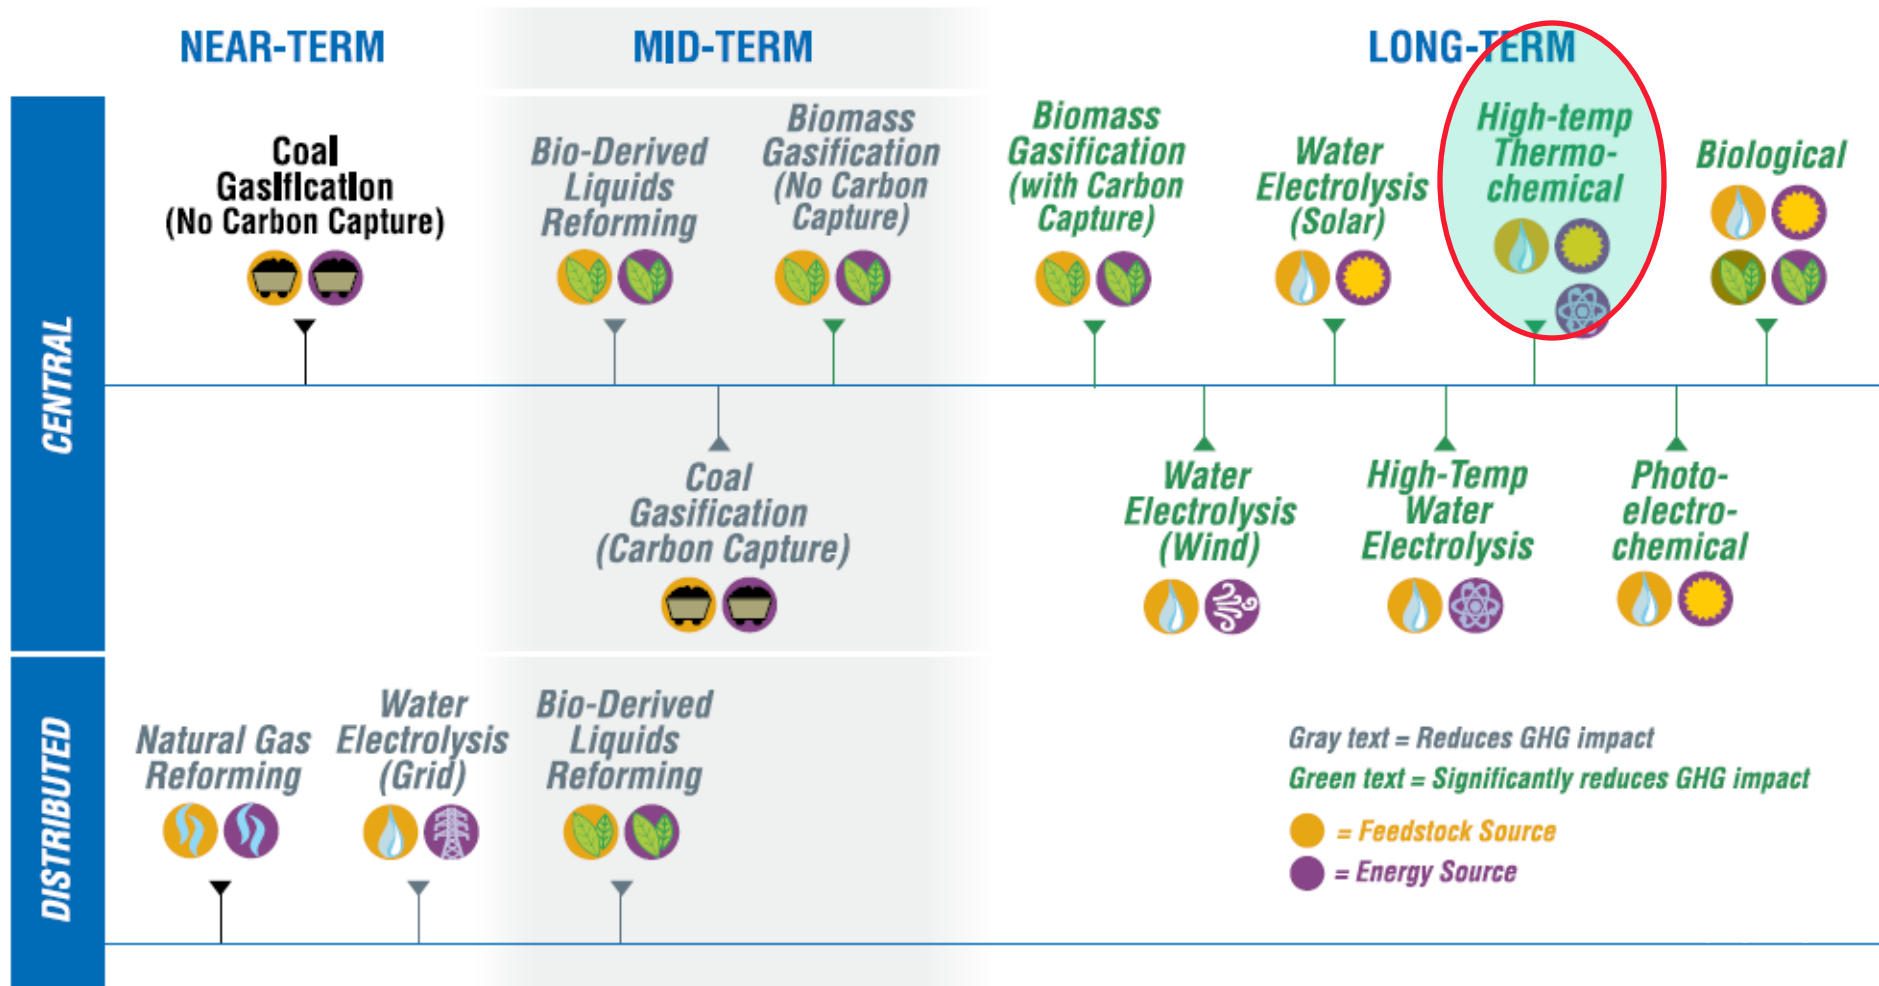 NEAR-TERM
MID-TERM
LONG-TERM
CENTRAL
Coal
Gasification
(No Carbon Capture)
Bio-Derived
Liquids
Reforming
Biomass
Gasification
(No Carbon
Capture)
Biomass
Gasification
(with Carbon
Capture)
Water
Electrolysis
(Solar)
High-temp
Thermo-
chemical
Biological
Coal
Gasification
(Carbon Capture)
Water
Electrolysis
(Wind)
High-Temp
Water
Electrolysis
Photo-
electro-
chemical
DISTRIBUTED
Natural Gas
Reforming
Water
Electrolysis
(Grid)
Bio-Derived
Liquids
Reforming
Gray text = Reduces GHG impact
Green text = Significantly reduces GHG impact
= Feedstock Source
= Energy Source